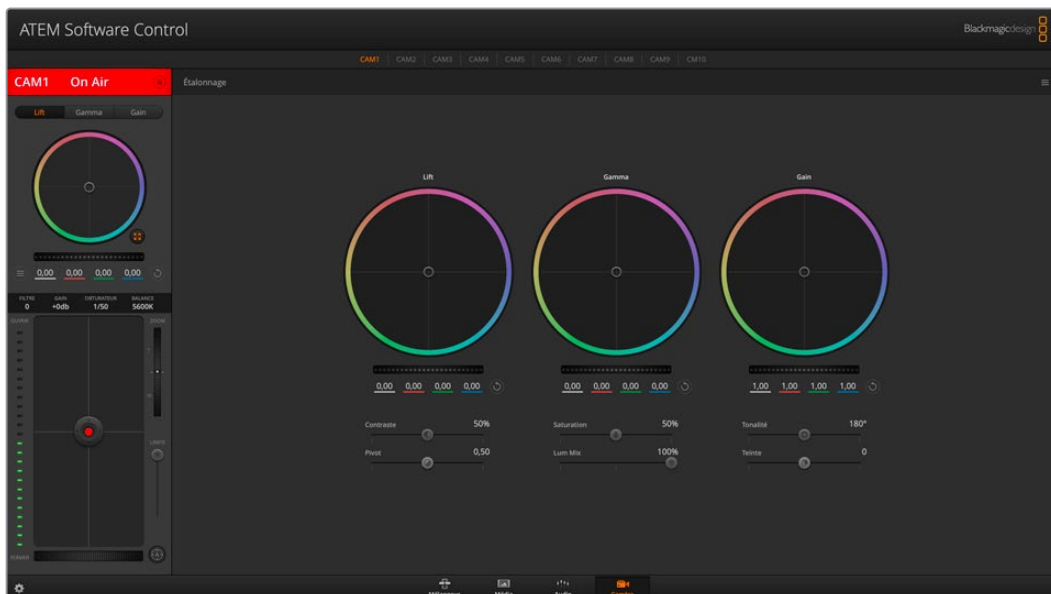 ATEM Software Control
Blackmagicdesign
CAM1 CAM2 CAM3 CAM4 CAM5 CAM6 CAM7 CAM8 CAM9 CM10
CAM1 On Air
Étalonnage
Lift Gamma Gain
Lift Gamma Gain
0,00 0,00 0,00 0,00
FILTRE GAIN OBTURATEUR BALANCE
0 +0db 1/50 5600K
ZOOM
0,00 0,00 0,00 0,00 0,00 0,00 0,00 0,00 1,00 1,00 1,00 1,00
Contraste 50% Saturation 50% Tonalité 180°
Pivot 0,50 Lum Mix 100% Teinte 0